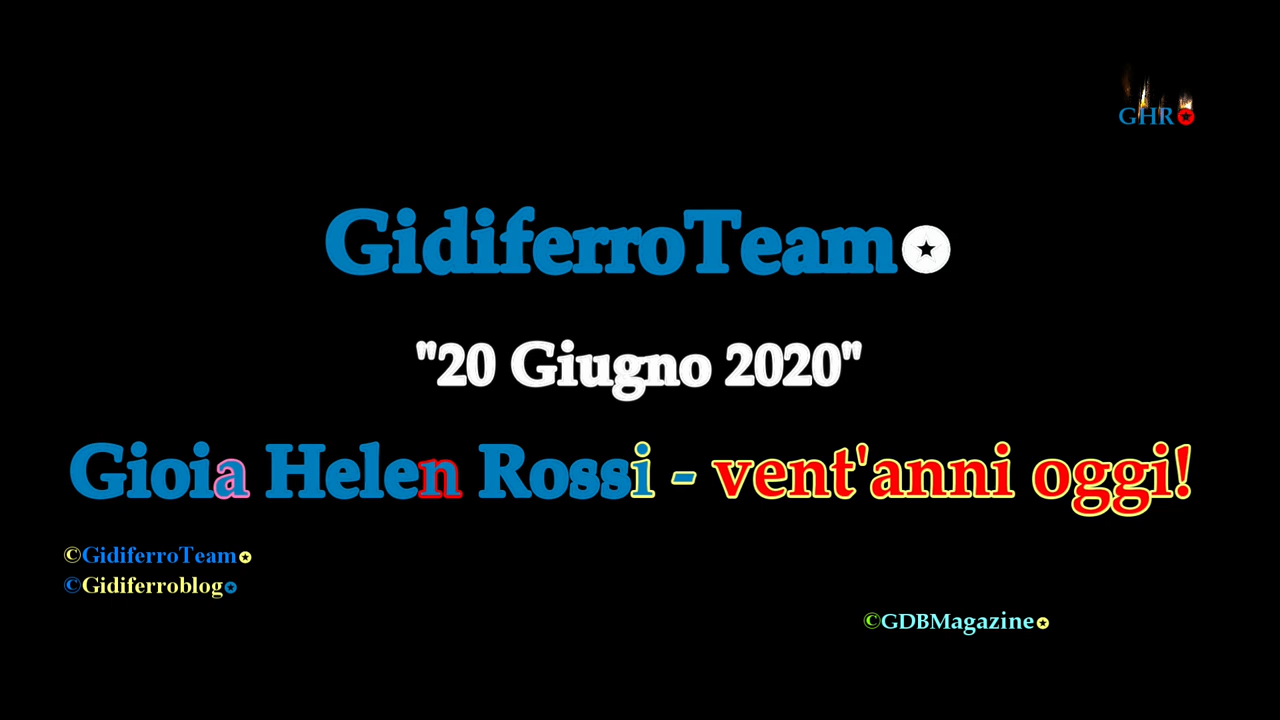 GHR
GidiferroTeam
"20 Giugno 2020"
Gioia Helen Rossi - vent'anni oggi!
©GidiferroTeam
©Gidiferroblog
©GDBMagazine